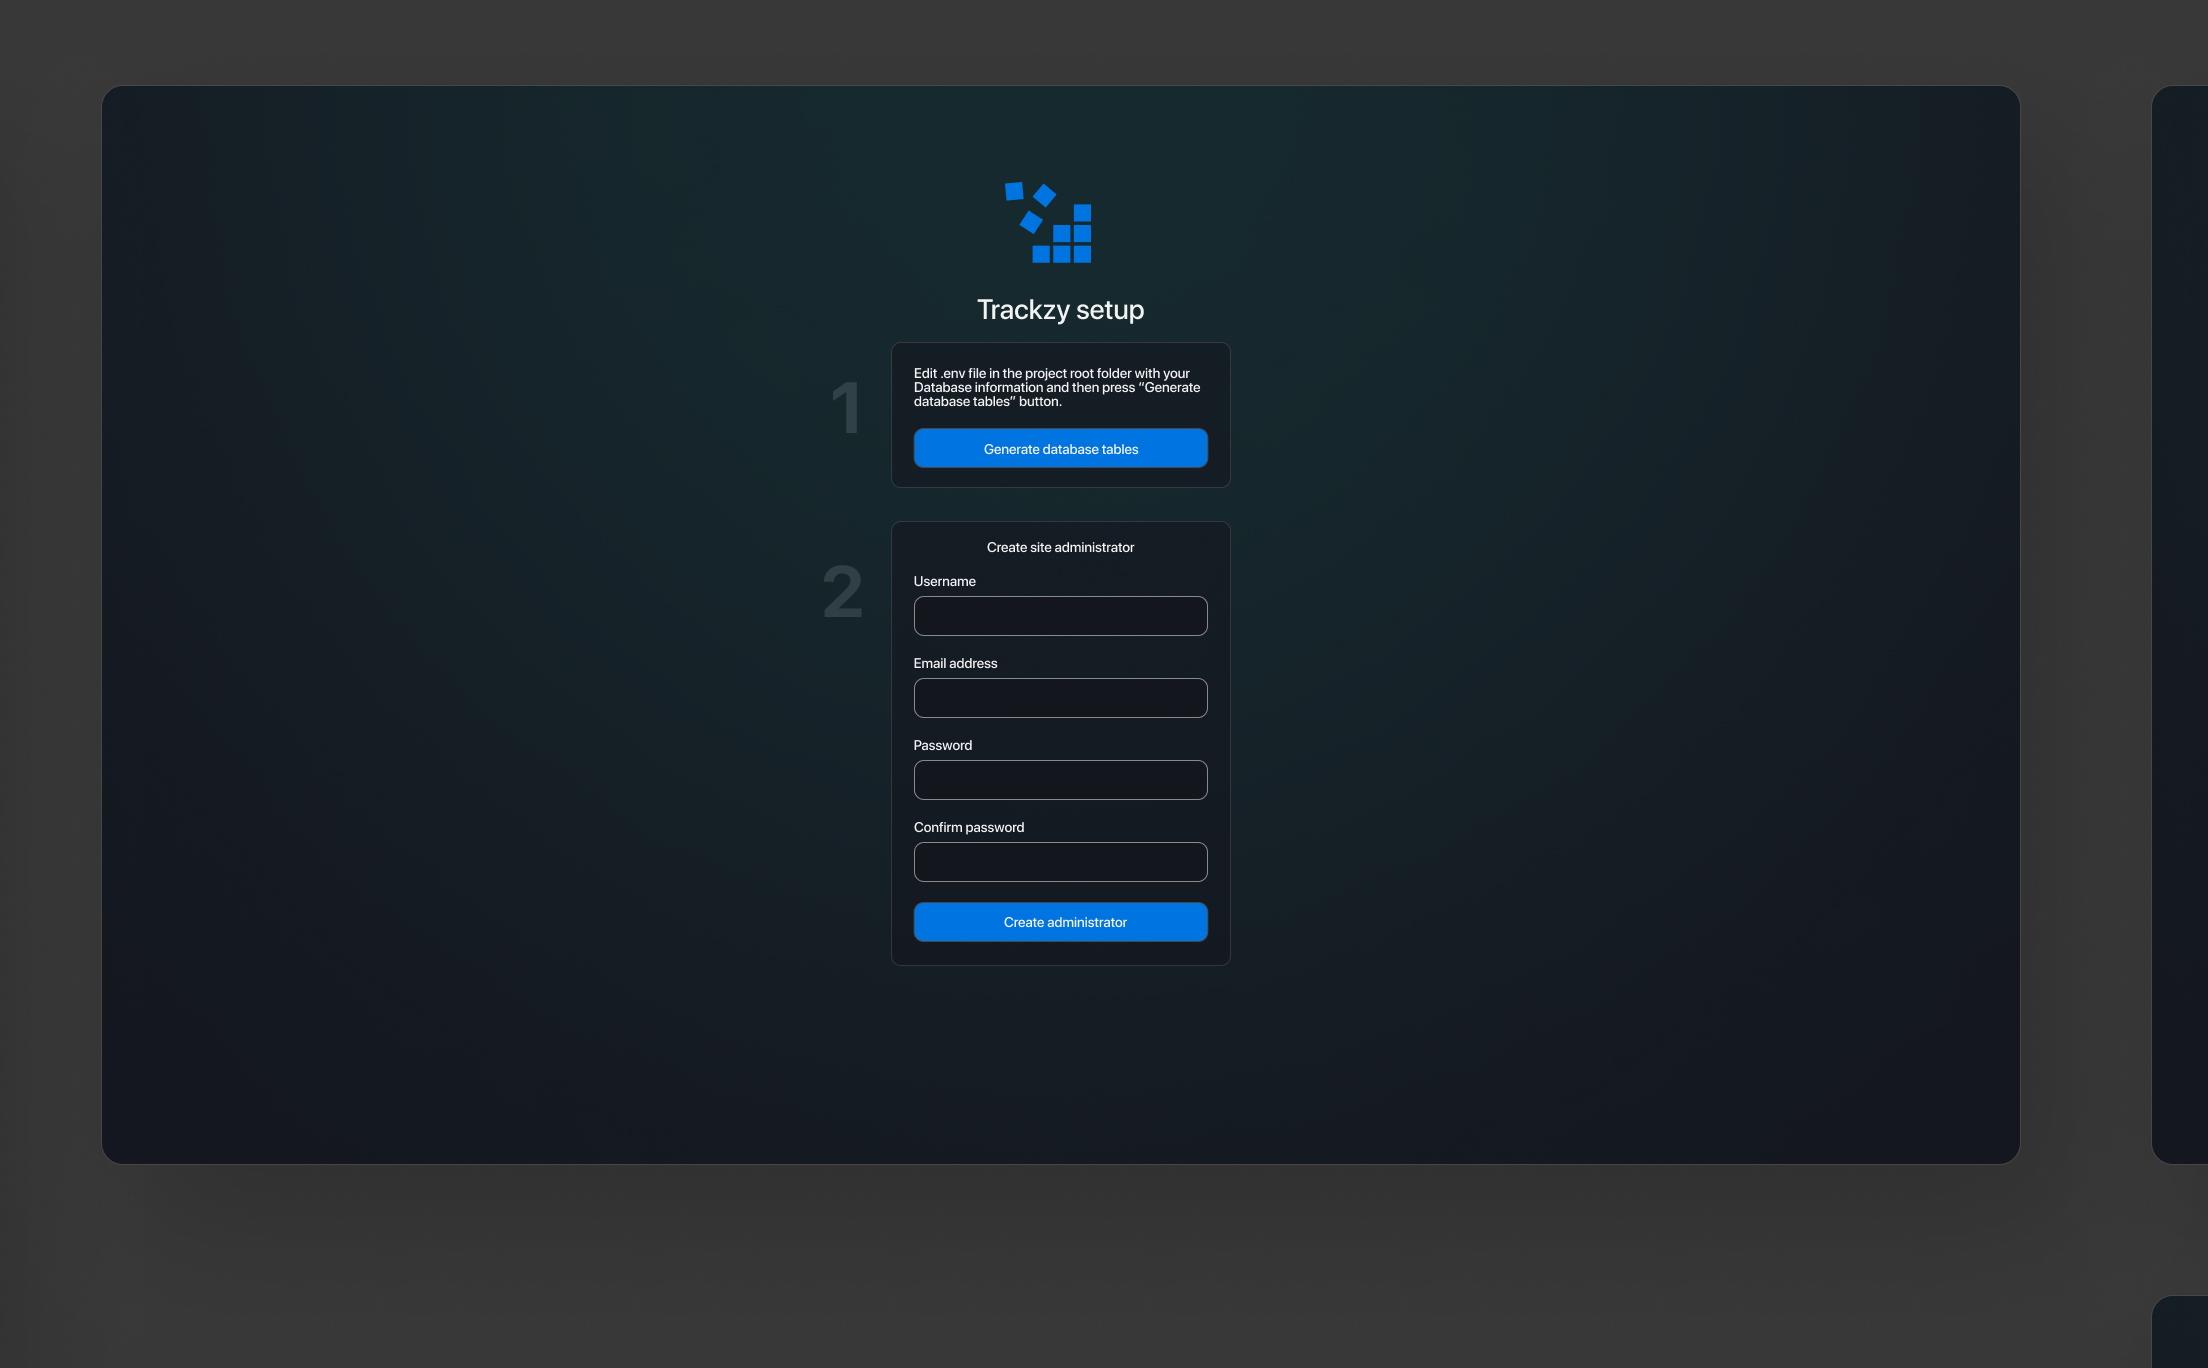 Trackzy setup
1
Edit .env file in the project root folder with your
Database information and then press “Generate
database tables” button.
Generate database tables
2
Create site administrator
Username
Email address
Password
Confirm password
Create administrator